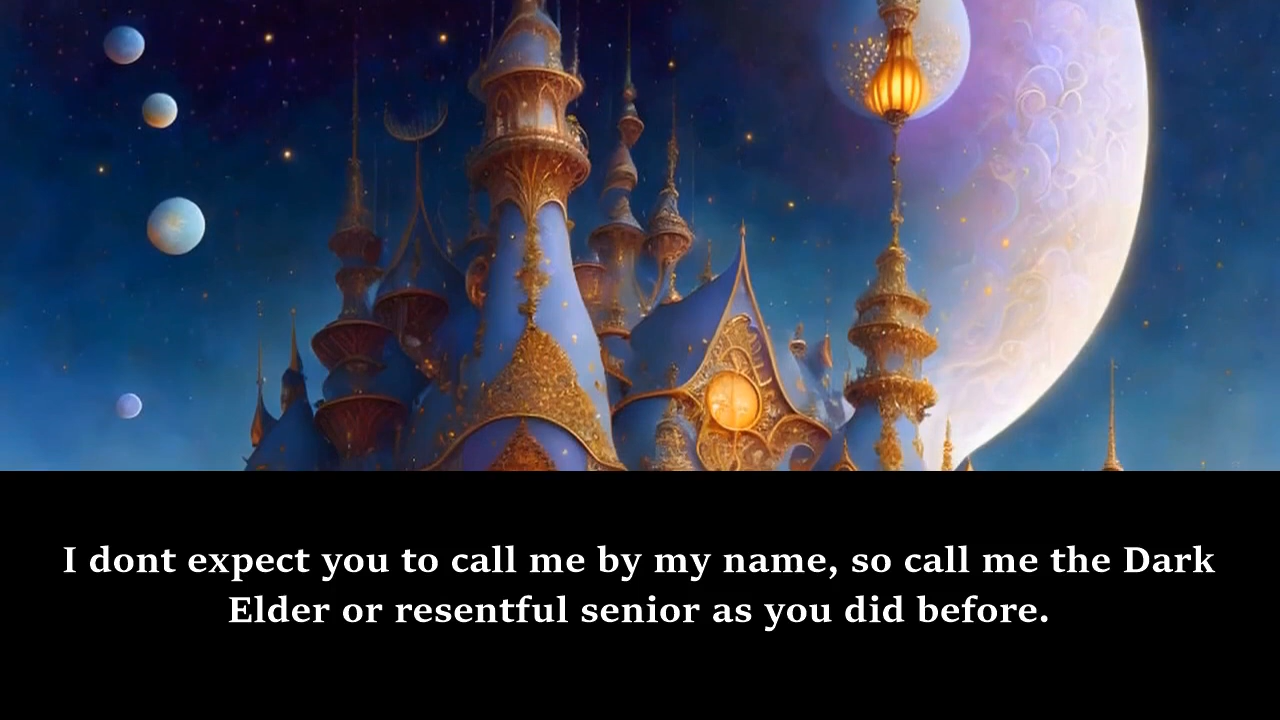 I dont expect you to call me by my name, so call me the Dark
Elder or resentful senior as you did before.